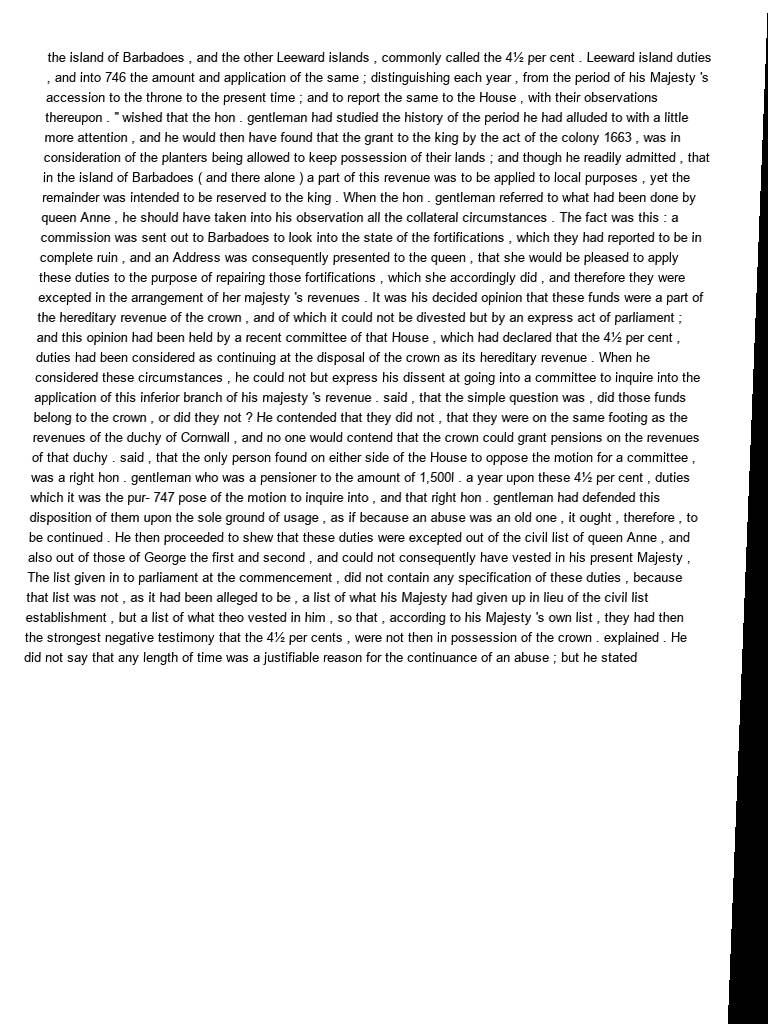 the island of Barbadoes , and the other Leeward islands , commonly called the 4½ per cent . Leeward island duties
, and into 746 the amount and application of the same ; distinguishing each year , from the period of his Majesty 's
accession to the throne to the present time ; and to report the same to the House , with their observations
thereupon . " wished that the hon . gentleman had studied the history of the period he had alluded to with a little
more attention , and he would then have found that the grant to the king by the act of the colony 1663 , was in
consideration of the planters being allowed to keep possession of their lands ; and though he readily admitted , that
in the island of Barbadoes ( and there alone ) a part of this revenue was to be applied to local purposes , yet the
remainder was intended to be reserved to the king . When the hon . gentleman referred to what had been done by
queen Anne , he should have taken into his observation all the collateral circumstances . The fact was this : a
commission was sent out to Barbadoes to look into the state of the fortifications , which they had reported to be in
complete ruin , and an Address was consequently presented to the queen , that she would be pleased to apply
these duties to the purpose of repairing those fortifications , which she accordingly did , and therefore they were
excepted in the arrangement of her majesty 's revenues . It was his decided opinion that these funds were a part of
the hereditary revenue of the crown , and of which it could not be divested but by an express act of parliament ;
and this opinion had been held by a recent committee of that House , which had declared that the 4½ per cent ,
duties had been considered as continuing at the disposal of the crown as its hereditary revenue . When he
considered these circumstances , he could not but express his dissent at going into a committee to inquire into the
application of this inferior branch of his majesty 's revenue . said , that the simple question was , did those funds
belong to the crown , or did they not ? He contended that they did not , that they were on the same footing as the
revenues of the duchy of Cornwall , and no one would contend that the crown could grant pensions on the revenues
of that duchy . said , that the only person found on either side of the House to oppose the motion for a committee ,
was a right hon . gentleman who was a pensioner to the amount of 1,500l . a year upon these 4½ per cent , duties
which it was the pur- 747 pose of the motion to inquire into , and that right hon . gentleman had defended this
disposition of them upon the sole ground of usage , as if because an abuse was an old one , it ought , therefore , to
be continued . He then proceeded to shew that these duties were excepted out of the civil list of queen Anne , and
also out of those of George the first and second , and could not consequently have vested in his present Majesty ,
The list given in to parliament at the commencement , did not contain any specification of these duties , because
that list was not , as it had been alleged to be , a list of what his Majesty had given up in lieu of the civil list
establishment , but a list of what theo vested in him , so that , according to his Majesty 's own list , they had then
the strongest negative testimony that the 4½ per cents , were not then in possession of the crown . explained . He
did not say that any length of time was a justifiable reason for the continuance of an abuse ; but he stated